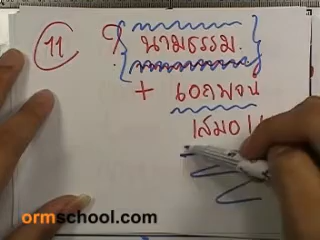 11 ? { นามธรรม. }
+ เอกพจน์
เสมอ
ormschool.com